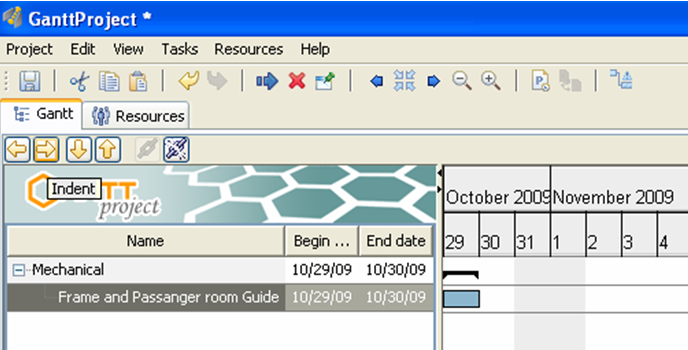 GanttProject *
Project Edit View Tasks Resources Help
Gantt Resources
Indent TT
project
October 2009 November 2009
Name Begin ... End date 29 30 31 1 2 3 4
Mechanical 10/29/09 10/30/09
Frame and Passanger room Guide 10/29/09 10/30/09